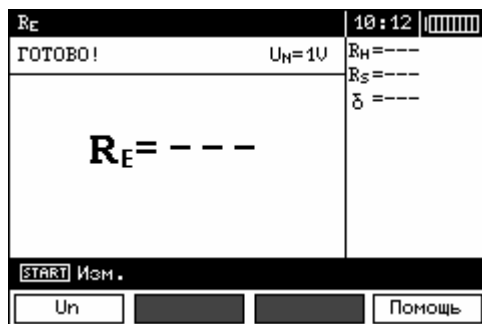 RE 10:12
ГОТОВО! UN=1V
RH=---
RS=---
δ =---
RE=---
START Изм.
Un Помощь